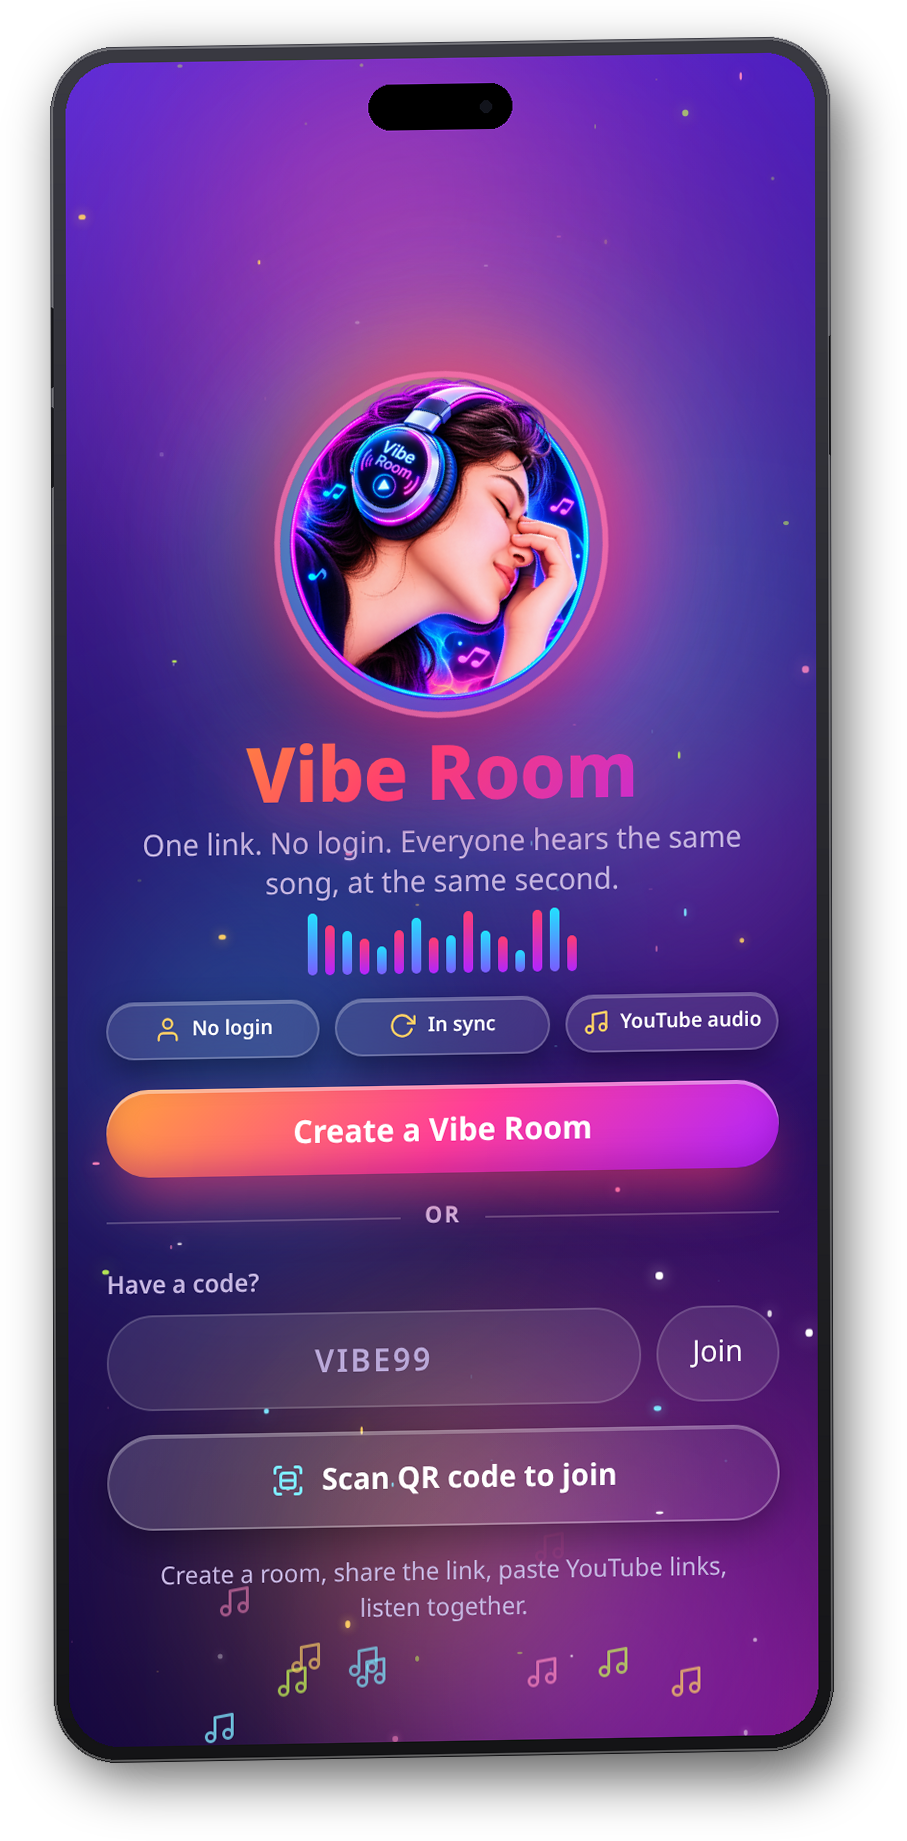 Vibe
Room
Vibe Room
One link. No login. Everyone hears the same
song, at the same second.
No login
In sync
YouTube audio
Create a Vibe Room
OR
Have a code?
VIBE99
Join
Scan QR code to join
Create a room, share the link, paste YouTube links,
listen together.